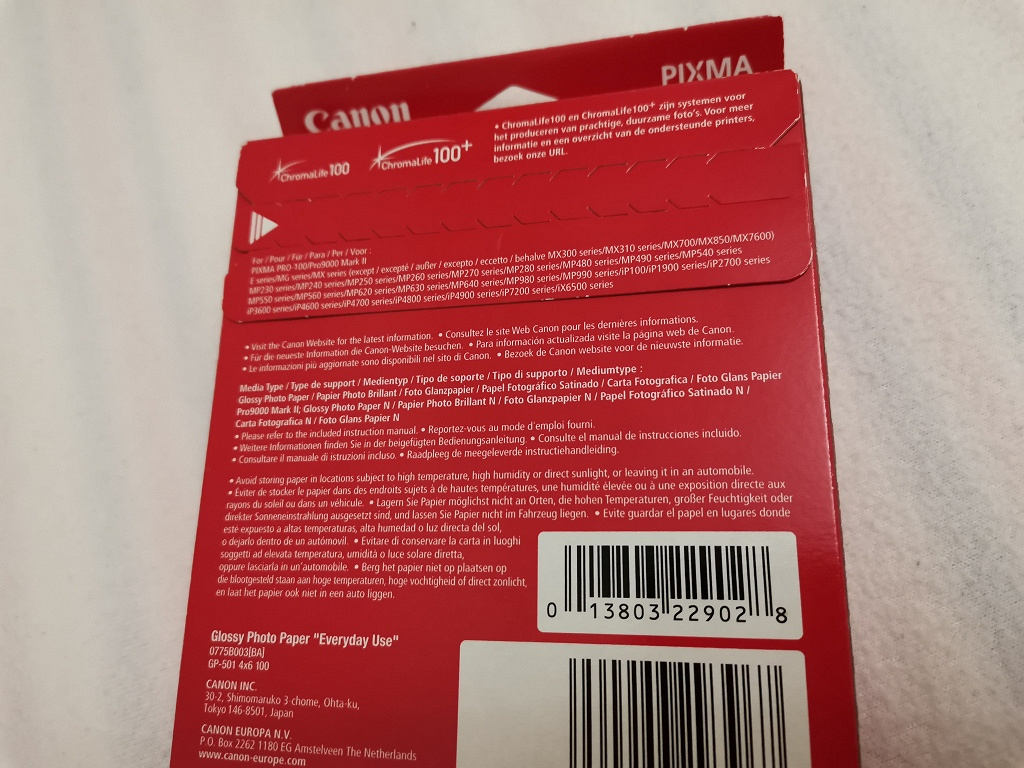 Canon
PIXMA
ChromaLife100
ChromaLife100+
• ChromaLife100 en ChromaLife100+ zijn systemen voor
het produceren van prachtige, duurzame foto's. Voor meer
informatie en een overzicht van de ondersteunde printers,
bezoek onze URL.
For / Pour / Für / Para / Per / Voor :
PIXMA PRO-100/Pro9000 Mark II
E series/MG series/MX series (except / excepté / außer / excepto / eccetto / behalve MX300 series/MX310 series/MX700/MX850/MX7600)
MP230 series/MP240 series/MP250 series/MP260 series/MP270 series/MP280 series/MP480 series/MP490 series/MP540 series
MP550 series/MP560 series/MP620 series/MP630 series/MP640 series/MP980 series/MP990 series/iP100/iP1900 series/iP2700 series
iP3600 series/iP4600 series/iP4700 series/iP4800 series/iP4900 series/iP7200 series/iX6500 series
• Visit the Canon Website for the latest information. • Consultez le site Web Canon pour les dernières informations.
• Für die neueste Information die Canon-Website besuchen. • Para información actualizada visite la página web de Canon.
• Le informazioni più aggiornate sono disponibili nel sito di Canon. • Bezoek de Canon website voor de nieuwste informatie.
Media Type / Type de support / Medientyp / Tipo de soporte / Tipo di supporto / Mediumtype :
Glossy Photo Paper / Papier Photo Brillant / Foto Glanzpapier / Papel Fotográfico Satinado / Carta Fotografica / Foto Glans Papier
Pro9000 Mark II; Glossy Photo Paper N / Papier Photo Brillant N / Foto Glanzpapier N / Papel Fotográfico Satinado N /
Carta Fotografica N / Foto Glans Papier N
• Please refer to the included instruction manual. • Reportez-vous au mode d'emploi fourni.
• Weitere Informationen finden Sie in der beigefügten Bedienungsanleitung. • Consulte el manual de instrucciones incluido.
• Consultare il manuale di istruzioni incluso. • Raadpleeg de meegeleverde instructiehandleiding.
• Avoid storing paper in locations subject to high temperature, high humidity or direct sunlight, or leaving it in an automobile.
• Éviter de stocker le papier dans des endroits sujets à de hautes températures, une humidité élevée ou à une exposition directe aux
rayons du soleil ou dans un véhicule. • Lagern Sie Papier möglichst nicht an Orten, die hohen Temperaturen, großer Feuchtigkeit oder
direkter Sonneneinstrahlung ausgesetzt sind, und lassen Sie Papier nicht im Fahrzeug liegen. • Evite guardar el papel en lugares donde
esté expuesto a altas temperaturas, alta humedad o luz directa del sol,
o dejarlo dentro de un automóvil. • Evitare di conservare la carta in luoghi
soggetti ad elevata temperatura, umidità o luce solare diretta,
oppure lasciarla in un'automobile. • Berg het papier niet op plaatsen op
die blootgesteld staan aan hoge temperaturen, hoge vochtigheid of direct zonlicht,
en laat het papier ook niet in een auto liggen.
0 13803 22902 8
Glossy Photo Paper "Everyday Use"
0775B003[BA]
GP-501 4x6 100
CANON INC.
30-2, Shimomaruko 3-chome, Ohta-ku,
Tokyo 146-8501, Japan
CANON EUROPA N.V.
P.O. Box 2262 1180 EG Amstelveen The Netherlands
www.canon-europe.com